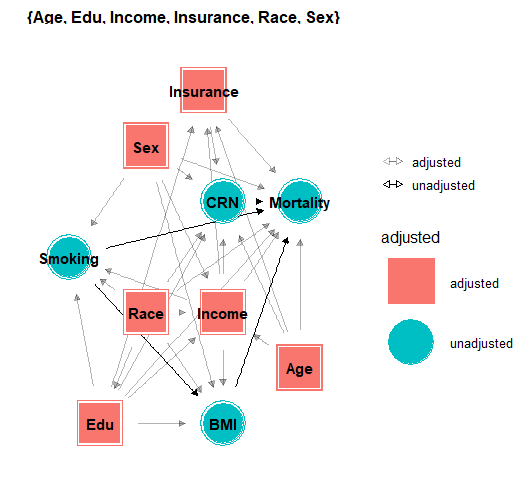 {Age, Edu, Income, Insurance, Race, Sex}
Insurance
Sex
CRN
Mortality
Smoking
Race
Income
Age
Edu
BMI
adjusted
unadjusted
adjusted
adjusted
unadjusted